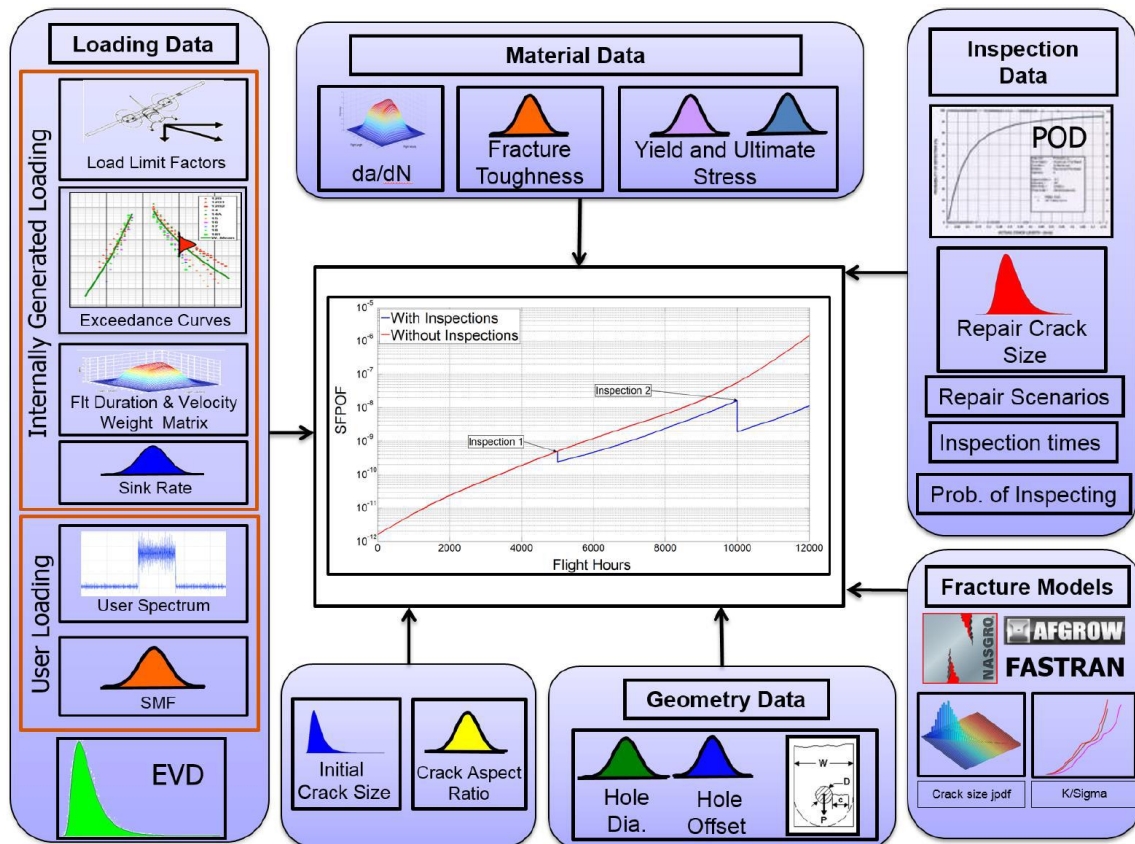 Loading Data
Internally Generated Loading
Load Limit Factors
Exceedance Curves
Flt Duration & Velocity
Weight Matrix
Sink Rate
User Loading
User Spectrum
SMF
EVD
Material Data
da/dN
Fracture
Toughness
Yield and Ultimate
Stress
Inspection
Data
POD
Repair Crack
Size
Repair Scenarios
Inspection times
Prob. of Inspecting
SFPOF
10-5
10-6
10-7
10-8
10-9
10-10
10-11
10-12
With Inspections
Without Inspections
Inspection 1
Inspection 2
0
2000
4000
6000
8000
10000
12000
Flight Hours
Initial
Crack Size
Crack Aspect
Ratio
Geometry Data
Hole
Dia.
Hole
Offset
W
D
c
P
Fracture Models
NASGRO
AFGROW
FASTRAN
Crack size jpdf
K/Sigma